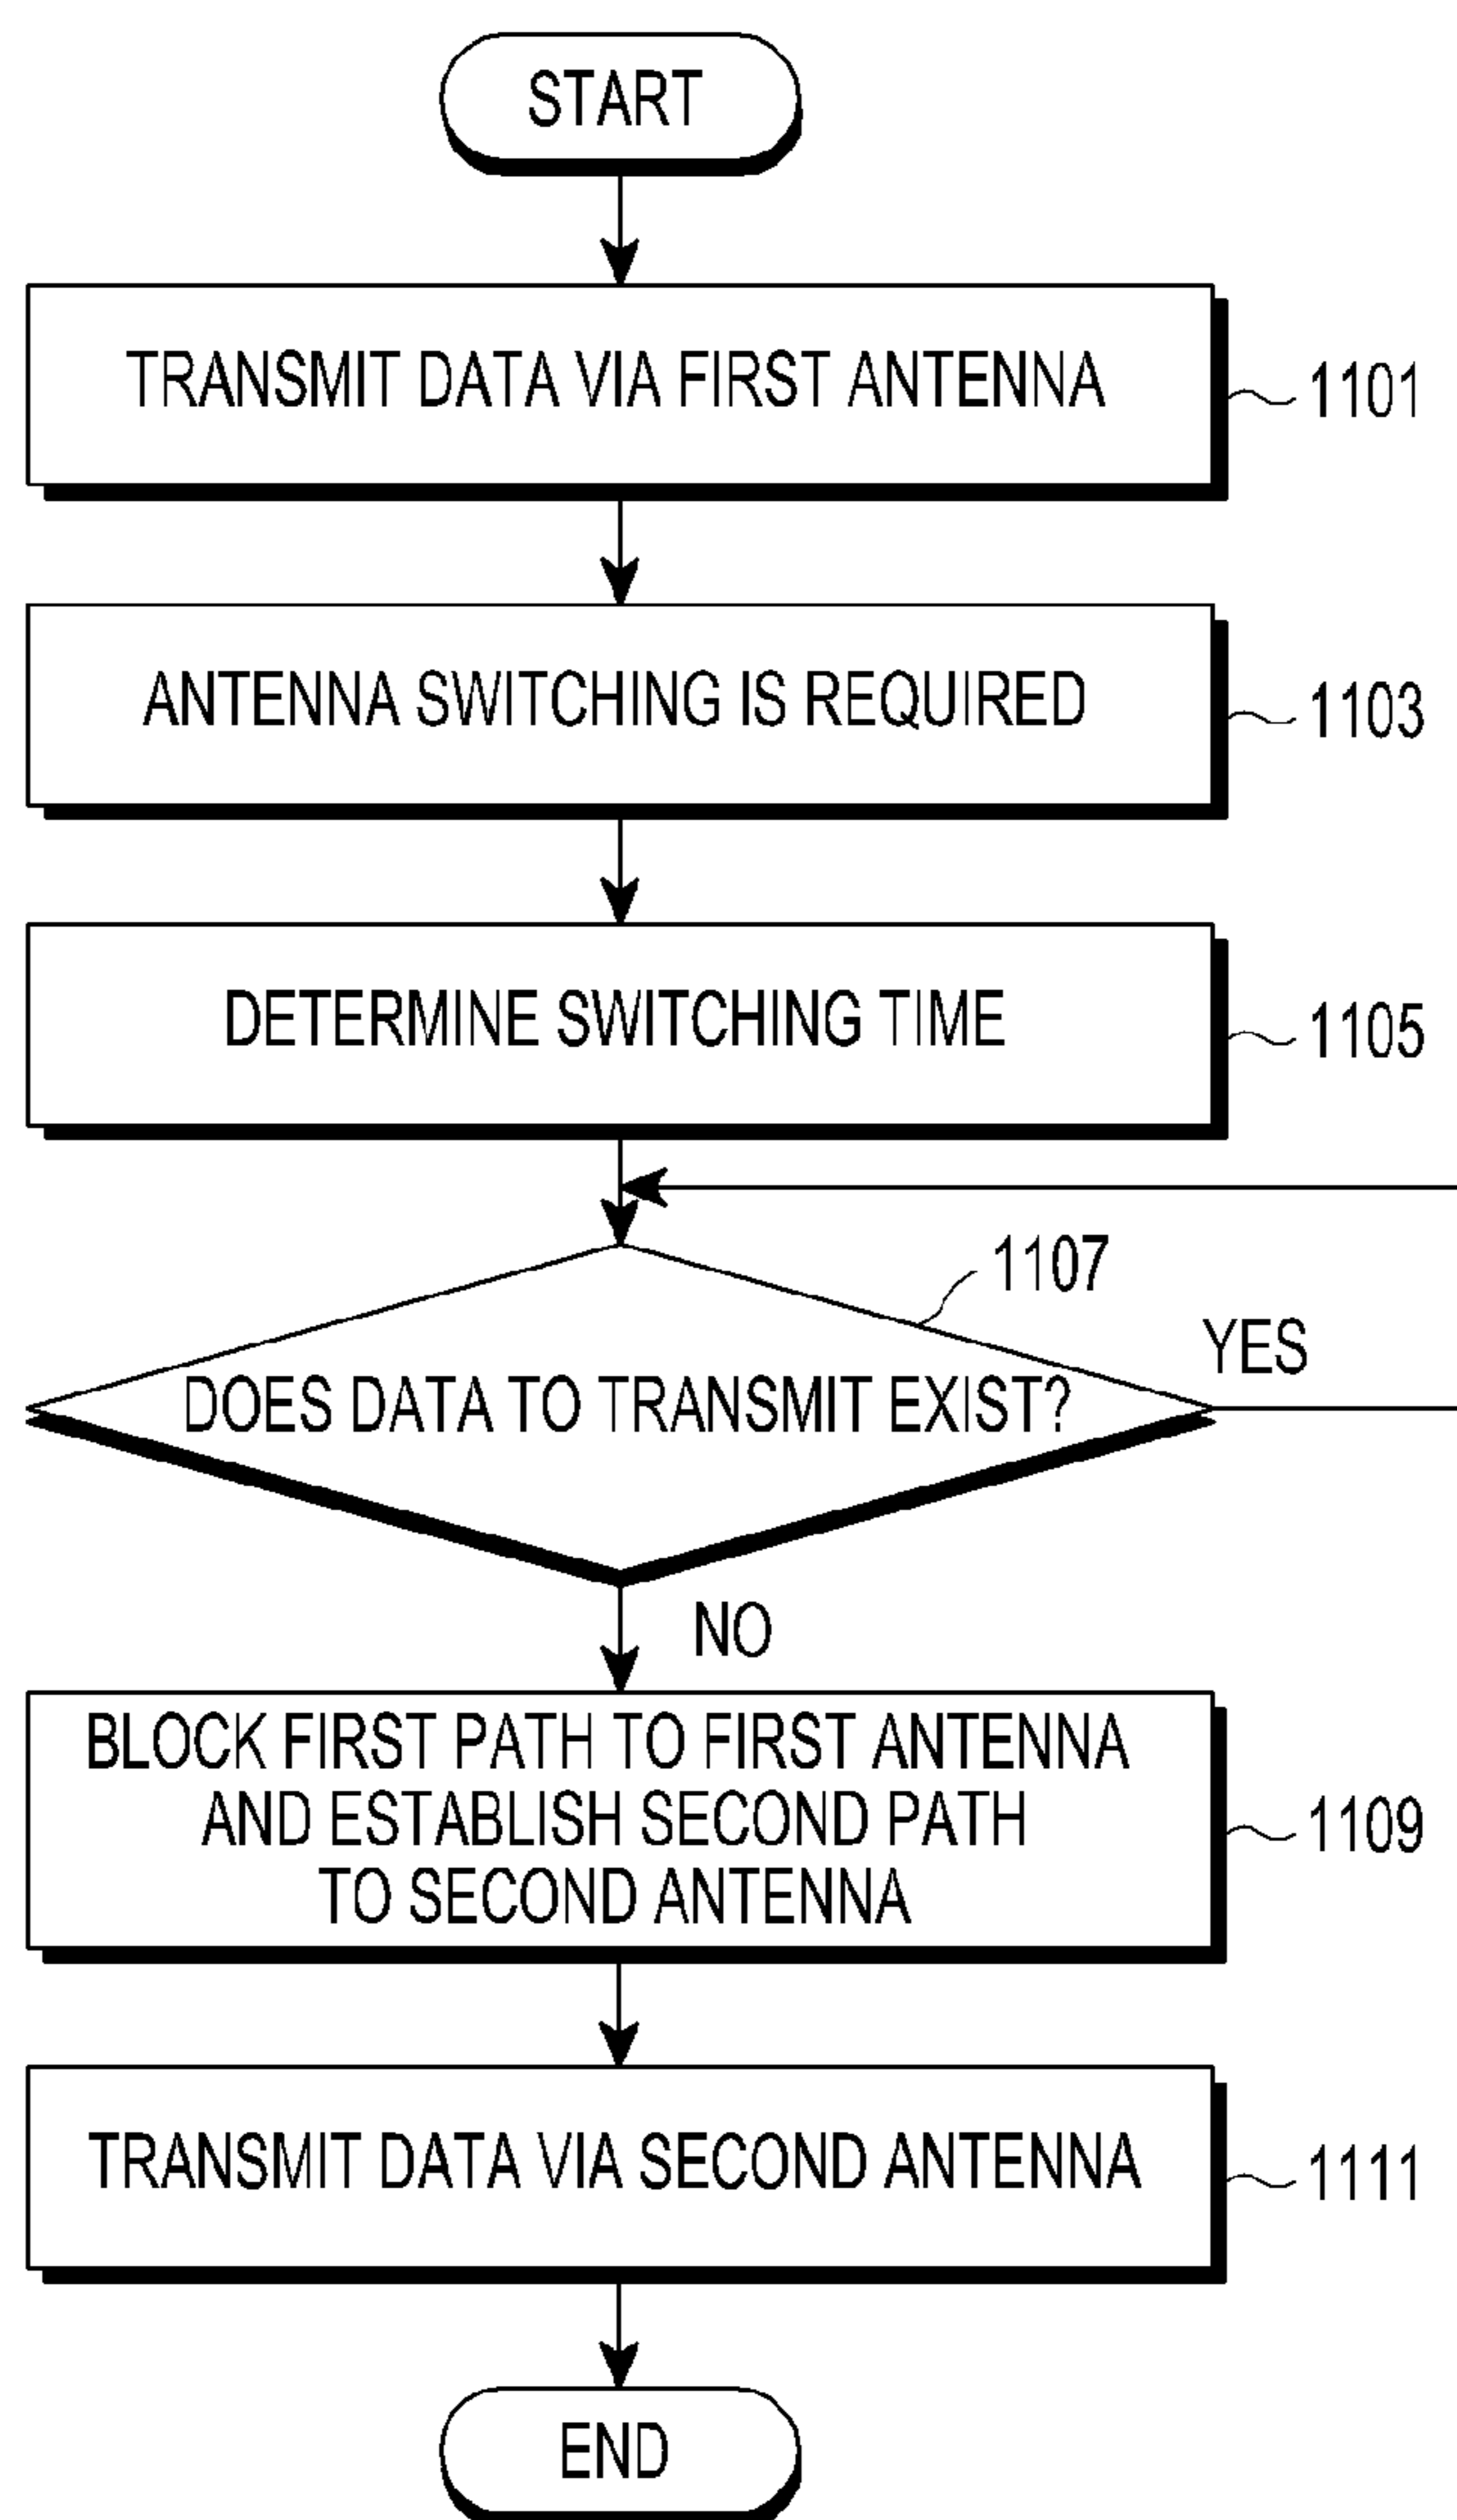 START
TRANSMIT DATA VIA FIRST ANTENNA
1101
ANTENNA SWITCHING IS REQUIRED
1103
DETERMINE SWITCHING TIME
1105
1107
YES
DOES DATA TO TRANSMIT EXIST?
NO
BLOCK FIRST PATH TO FIRST ANTENNA
AND ESTABLISH SECOND PATH
TO SECOND ANTENNA
1109
TRANSMIT DATA VIA SECOND ANTENNA
1111
END